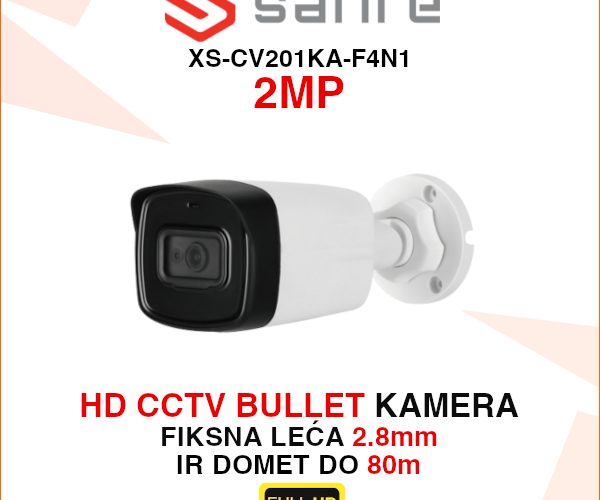 XS-CV201KA-F4N1
2MP
HD CCTV BULLET KAMERA
FIKSNA LEĆA 2.8mm
IR DOMET DO 80m